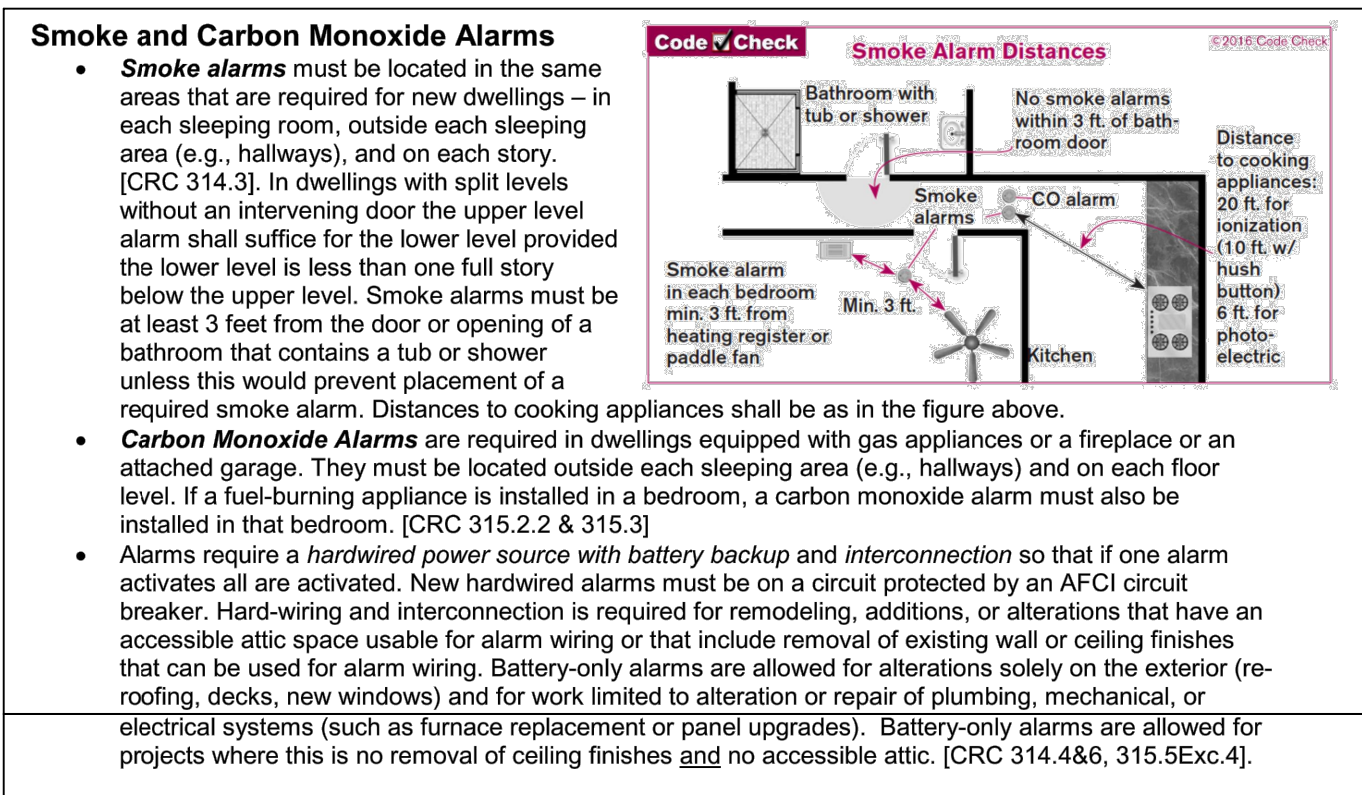 Smoke and Carbon Monoxide Alarms
• Smoke alarms must be located in the same
areas that are required for new dwellings – in
each sleeping room, outside each sleeping
area (e.g., hallways), and on each story.
[CRC 314.3]. In dwellings with split levels
without an intervening door the upper level
alarm shall suffice for the lower level provided
the lower level is less than one full story
below the upper level. Smoke alarms must be
at least 3 feet from the door or opening of a
bathroom that contains a tub or shower
unless this would prevent placement of a
required smoke alarm. Distances to cooking appliances shall be as in the figure above.
Code Check
Smoke Alarm Distances
©2016 Code Check
Bathroom with
tub or shower
No smoke alarms
within 3 ft. of bath-
room door
Distance
to cooking
appliances:
20 ft. for
ionization
(10 ft. w/
hush
button)
6 ft. for
photo-
electric
Smoke
alarms
CO alarm
Smoke alarm
in each bedroom
min. 3 ft. from
heating register or
paddle fan
Min. 3 ft.
Kitchen
• Carbon Monoxide Alarms are required in dwellings equipped with gas appliances or a fireplace or an
attached garage. They must be located outside each sleeping area (e.g., hallways) and on each floor
level. If a fuel-burning appliance is installed in a bedroom, a carbon monoxide alarm must also be
installed in that bedroom. [CRC 315.2.2 & 315.3]
• Alarms require a hardwired power source with battery backup and interconnection so that if one alarm
activates all are activated. New hardwired alarms must be on a circuit protected by an AFCI circuit
breaker. Hard-wiring and interconnection is required for remodeling, additions, or alterations that have an
accessible attic space usable for alarm wiring or that include removal of existing wall or ceiling finishes
that can be used for alarm wiring. Battery-only alarms are allowed for alterations solely on the exterior (re-
roofing, decks, new windows) and for work limited to alteration or repair of plumbing, mechanical, or
electrical systems (such as furnace replacement or panel upgrades). Battery-only alarms are allowed for
projects where this is no removal of ceiling finishes and no accessible attic. [CRC 314.4&6, 315.5Exc.4].